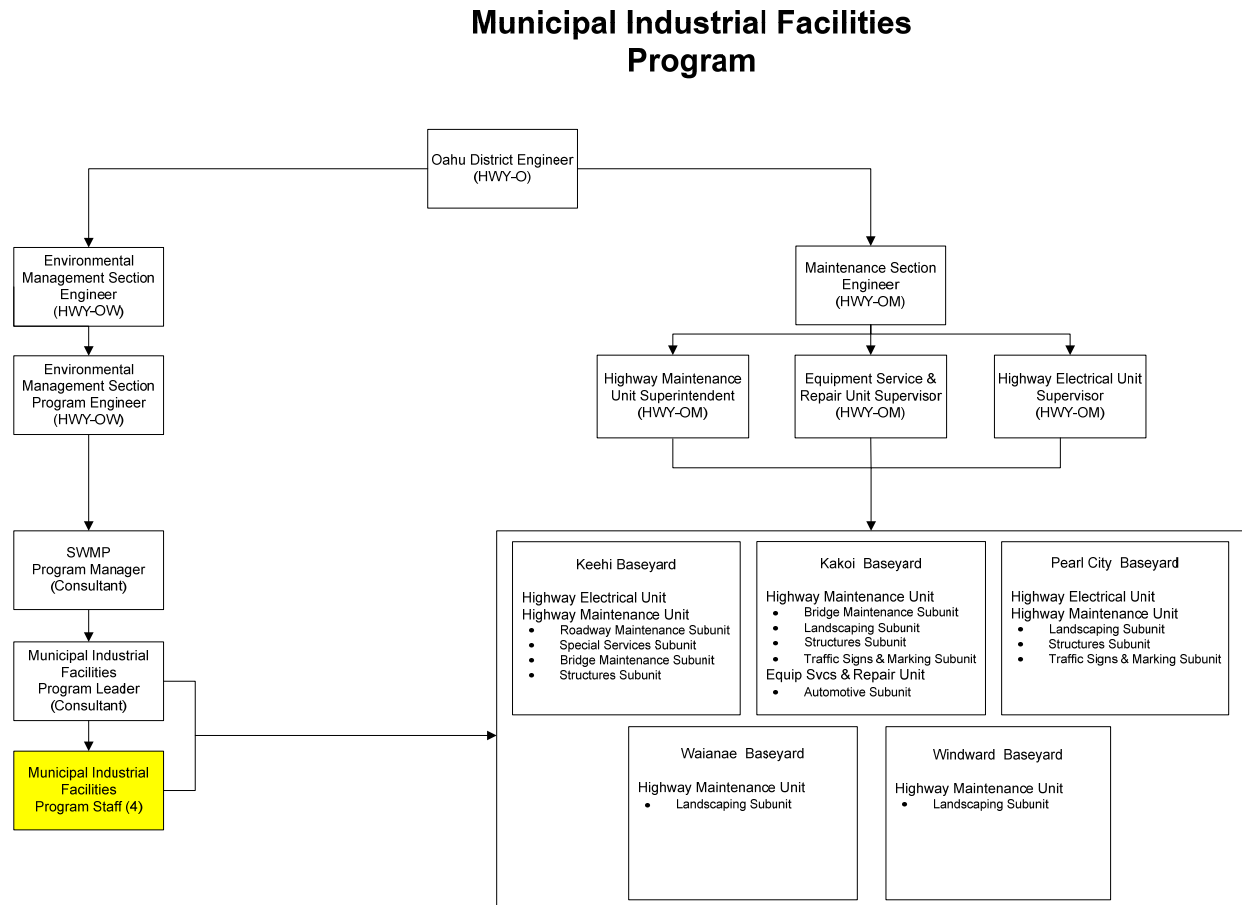 Municipal Industrial Facilities
Program
Oahu District Engineer
(HWY-O)
Environmental
Management Section
Engineer
(HWY-OW)
Maintenance Section
Engineer
(HWY-OM)
Environmental
Management Section
Program Engineer
(HWY-OW)
Highway Maintenance
Unit Superintendent
(HWY-OM)
Equipment Service &
Repair Unit Supervisor
(HWY-OM)
Highway Electrical Unit
Supervisor
(HWY-OM)
SWMP
Program Manager
(Consultant)
Municipal Industrial
Facilities
Program Leader
(Consultant)
Municipal Industrial
Facilities
Program Staff (4)
Keehi Baseyard
Highway Electrical Unit
Highway Maintenance Unit
• Roadway Maintenance Subunit
• Special Services Subunit
• Bridge Maintenance Subunit
• Structures Subunit
Kakoi Baseyard
Highway Maintenance Unit
• Bridge Maintenance Subunit
• Landscaping Subunit
• Structures Subunit
• Traffic Signs & Marking Subunit
Equip Svcs & Repair Unit
• Automotive Subunit
Pearl City Baseyard
Highway Electrical Unit
Highway Maintenance Unit
• Landscaping Subunit
• Structures Subunit
• Traffic Signs & Marking Subunit
Waianae Baseyard
Highway Maintenance Unit
• Landscaping Subunit
Windward Baseyard
Highway Maintenance Unit
• Landscaping Subunit